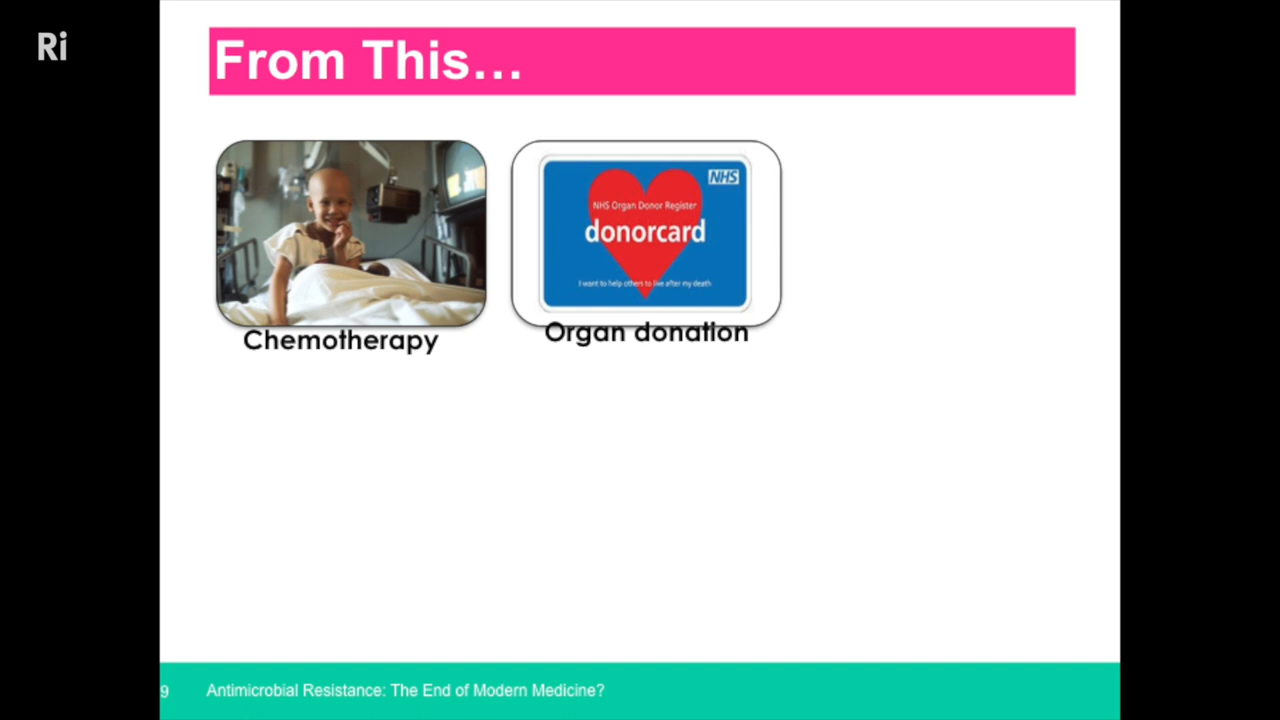 Ri
From This...
NHS
NHS Organ Donor Register
donorcard
I want to help others to live after my death
Chemotherapy
Organ donation
9
Antimicrobial Resistance: The End of Modern Medicine?